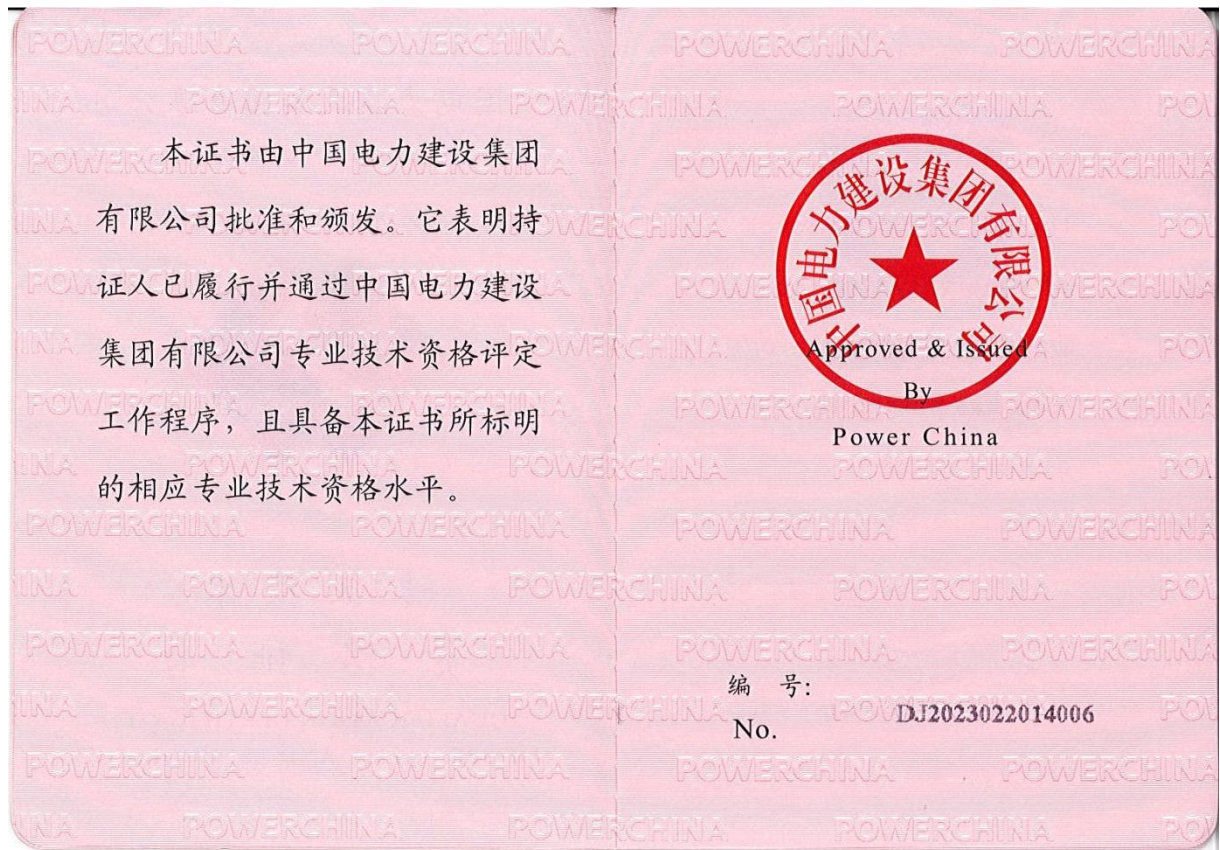 本证书由中国电力建设集团
有限公司批准和颁发。它表明持
证人已履行并通过中国电力建设
集团有限公司专业技术资格评定
工作程序，且具备本证书所标明
的相应专业技术资格水平。
中国电力建设集团有限公司
Approved & Issued
By
Power China
编 号:
No.
DJ2023022014006
POWERCHINA